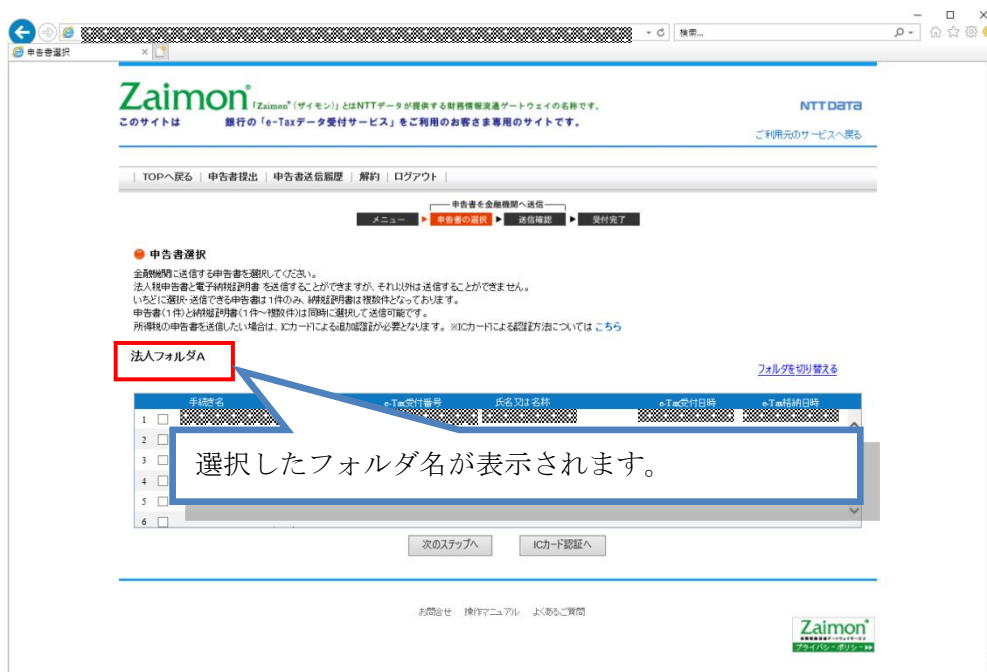 検索...
申告書選択
Zaimon®
「Zaimon®(ザイモン)」とはNTTデータが提供する財務情報流通ゲートウェイの名称です。
NTT DATA
このサイトは 銀行の「e-Taxデータ受付サービス」をご利用のお客さま専用のサイトです。
ご利用元のサービスへ戻る
TOPへ戻る | 申告書提出 | 申告書送信履歴 | 解約 | ログアウト |
申告書を金融機関へ送信
メニュー ▶ 申告書の選択 ▶ 送信確認 ▶ 受付完了
申告書選択
金融機関に送信する申告書を選択してください。
法人税申告書と電子納税証明書を送信することができますが、それ以外は送信することができません。
いちどに選択・送信できる申告書は1件のみ、納税証明書は複数件となっております。
申告書(1件)と納税証明書(1件～複数件)は同時に選択して送信可能です。
所得税の申告書を送信したい場合は、ICカードによる追加認証が必要となります。※ICカードによる認証方法については こちら
法人フォルダA
フォルダを切り替える
手続き名 e-Tax受付番号 氏名又は名称 e-Tax受付日時 e-Tax格納日時
1
2
3
4
5
6
選択したフォルダ名が表示されます。
次のステップへ ICカード認証へ
お問合せ 操作マニュアル よくあるご質問
Zaimon®
プライバシーポリシー